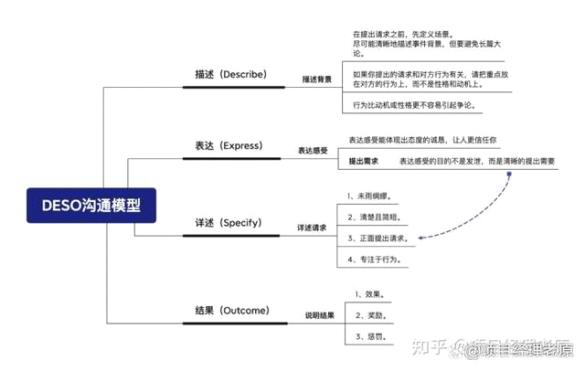 DESO沟通模型
描述（Describe）
描述背景
在提出请求之前，先定义场景。
尽可能清晰地描述事件背景，但要避免长篇大
论。
如果你提出的请求和对方行为有关，请把重点放
在对方的行为上，而不是性格和动机上。
行为比动机或性格更不容易引起争论。
表达（Express）
表达感受
表达感受能体现出态度的诚恳，让人更信任你
提出需求
表达感受的目的不是发泄，而是清晰的提出需要
详述（Specify）
详述请求
1、未雨绸缪。
2、清楚且简短。
3、正面提出请求。
4、专注于行为。
结果（Outcome）
说明结果
1、效果。
2、奖励。
3、惩罚。
知乎